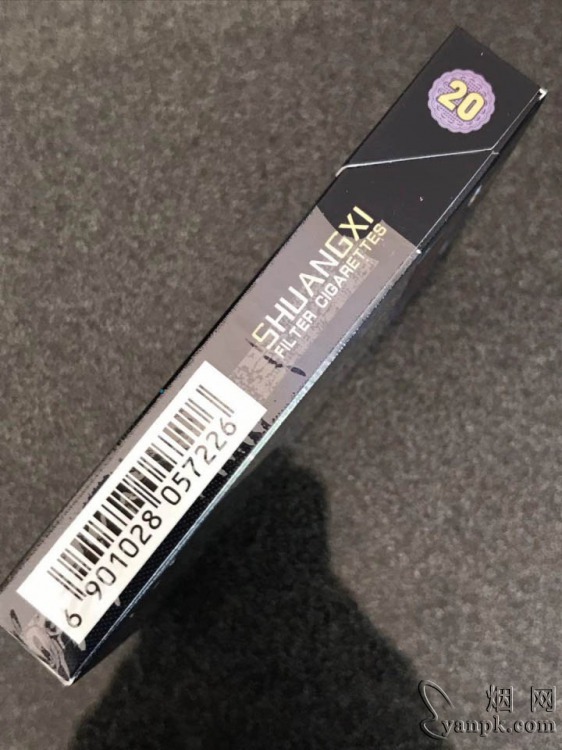 20
SHUANGXI
FILTER CIGARETTES
6 901028 057226
烟网
yanpk.com